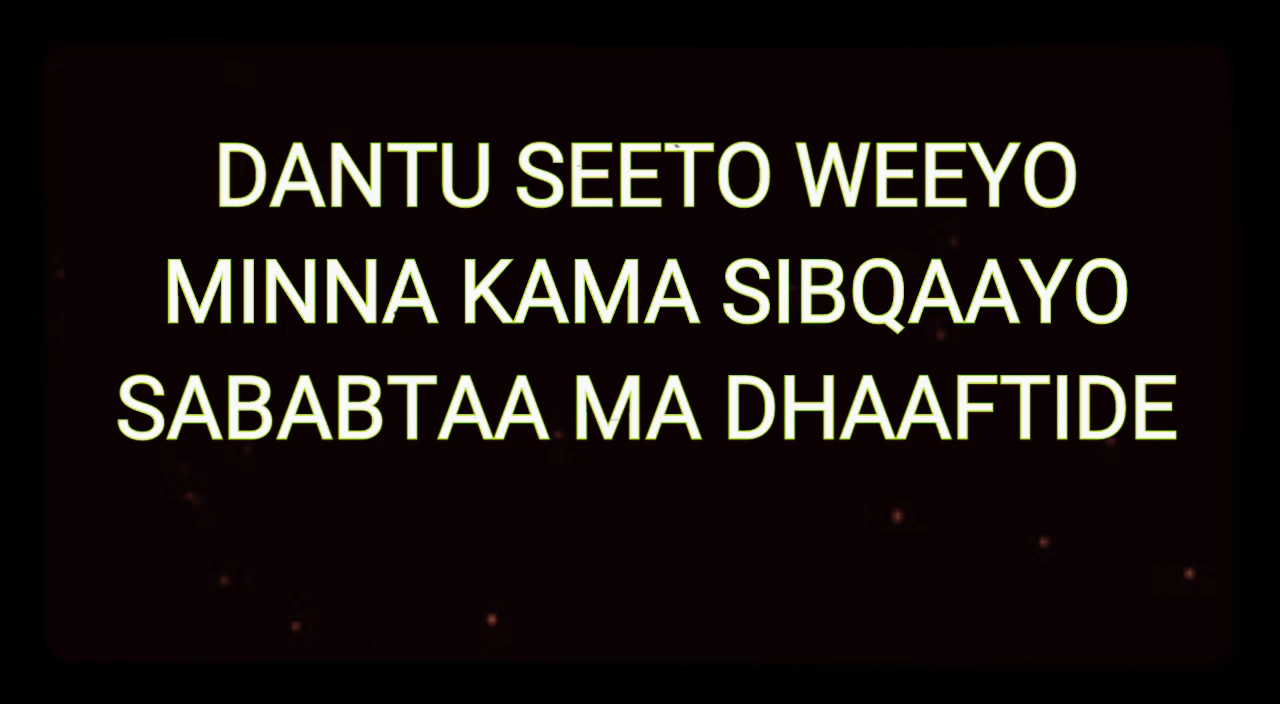 DANTU SEETO WEEYO
MINNA KAMA SIBQAAYO
SABABTAA MA DHAAFTIDE